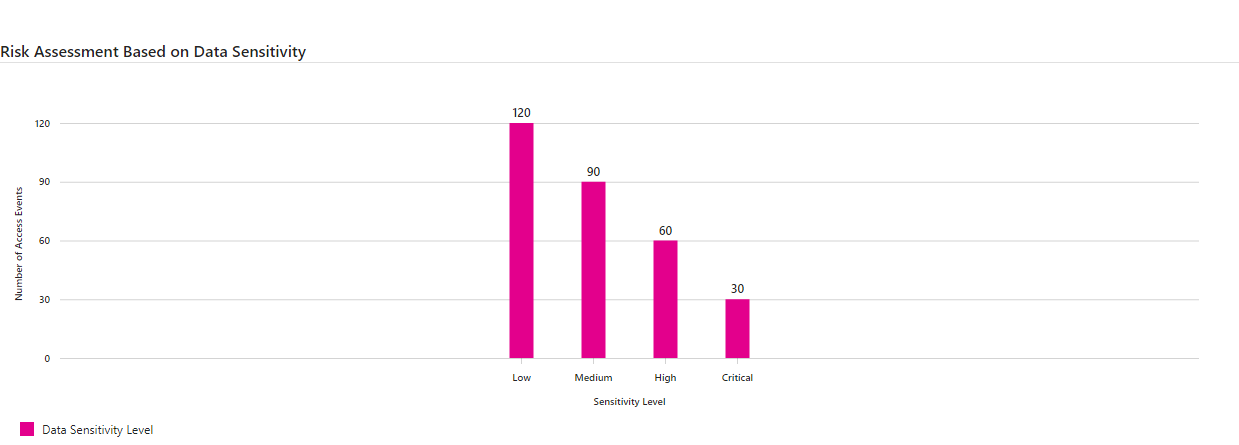 Risk Assessment Based on Data Sensitivity
120
120
90
90
60
60
30
30
0
Number of Access Events
Low Medium High Critical
Sensitivity Level
Data Sensitivity Level